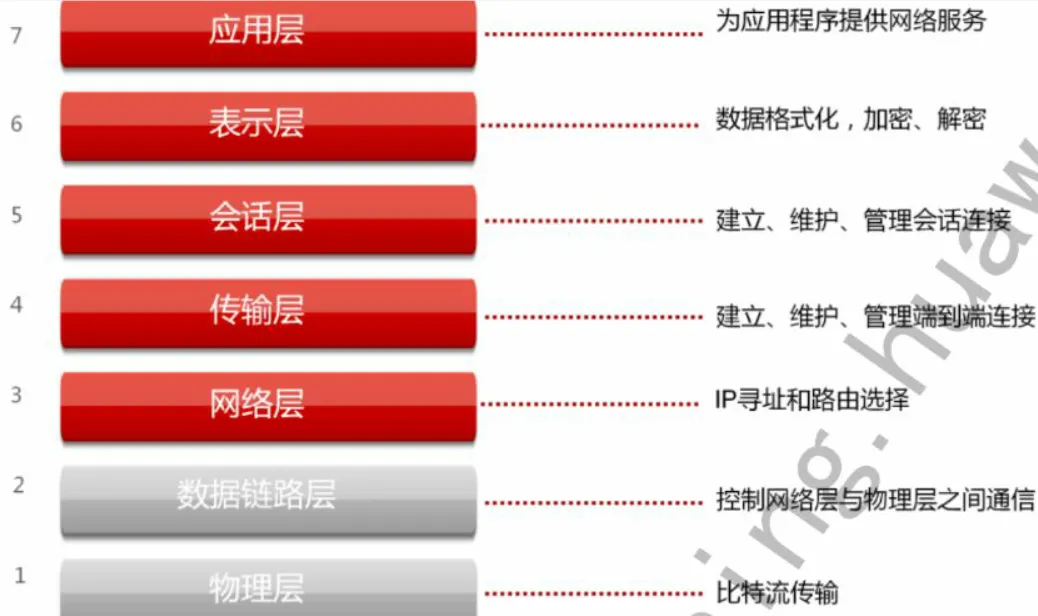 7 应用层 为应用程序提供网络服务
6 表示层 数据格式化，加密、解密
5 会话层 建立、维护、管理会话连接
4 传输层 建立、维护、管理端到端连接
3 网络层 IP寻址和路由选择
2 数据链路层 控制网络层与物理层之间通信
1 物理层 比特流传输
ing.huaw